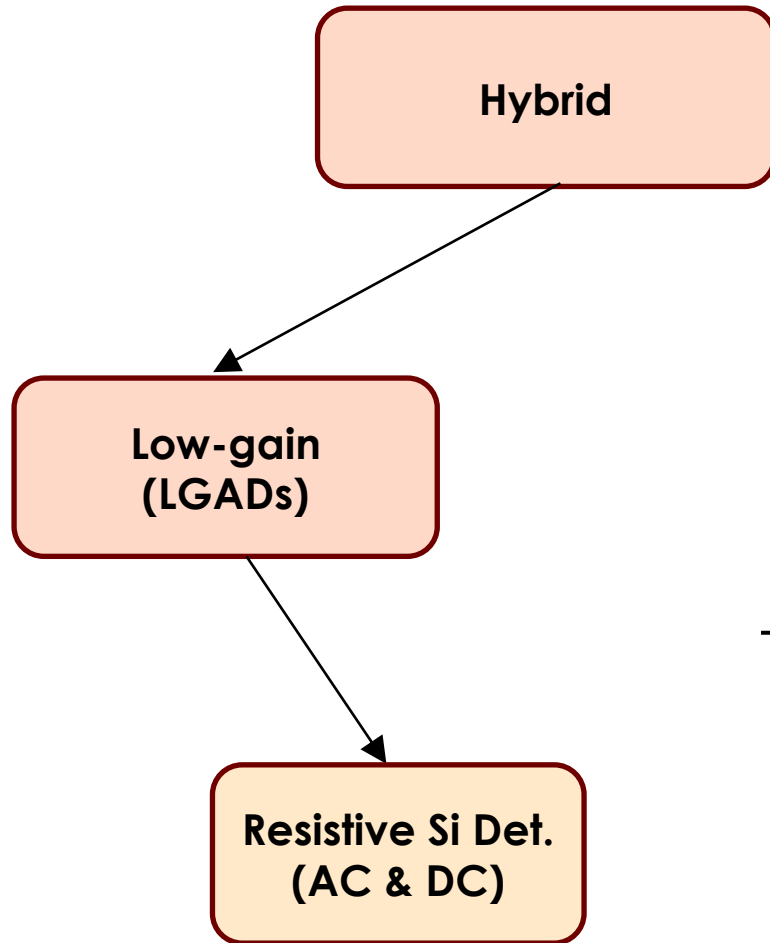 Hybrid
Low-gain
(LGADs)
Resistive Si Det.
(AC & DC)